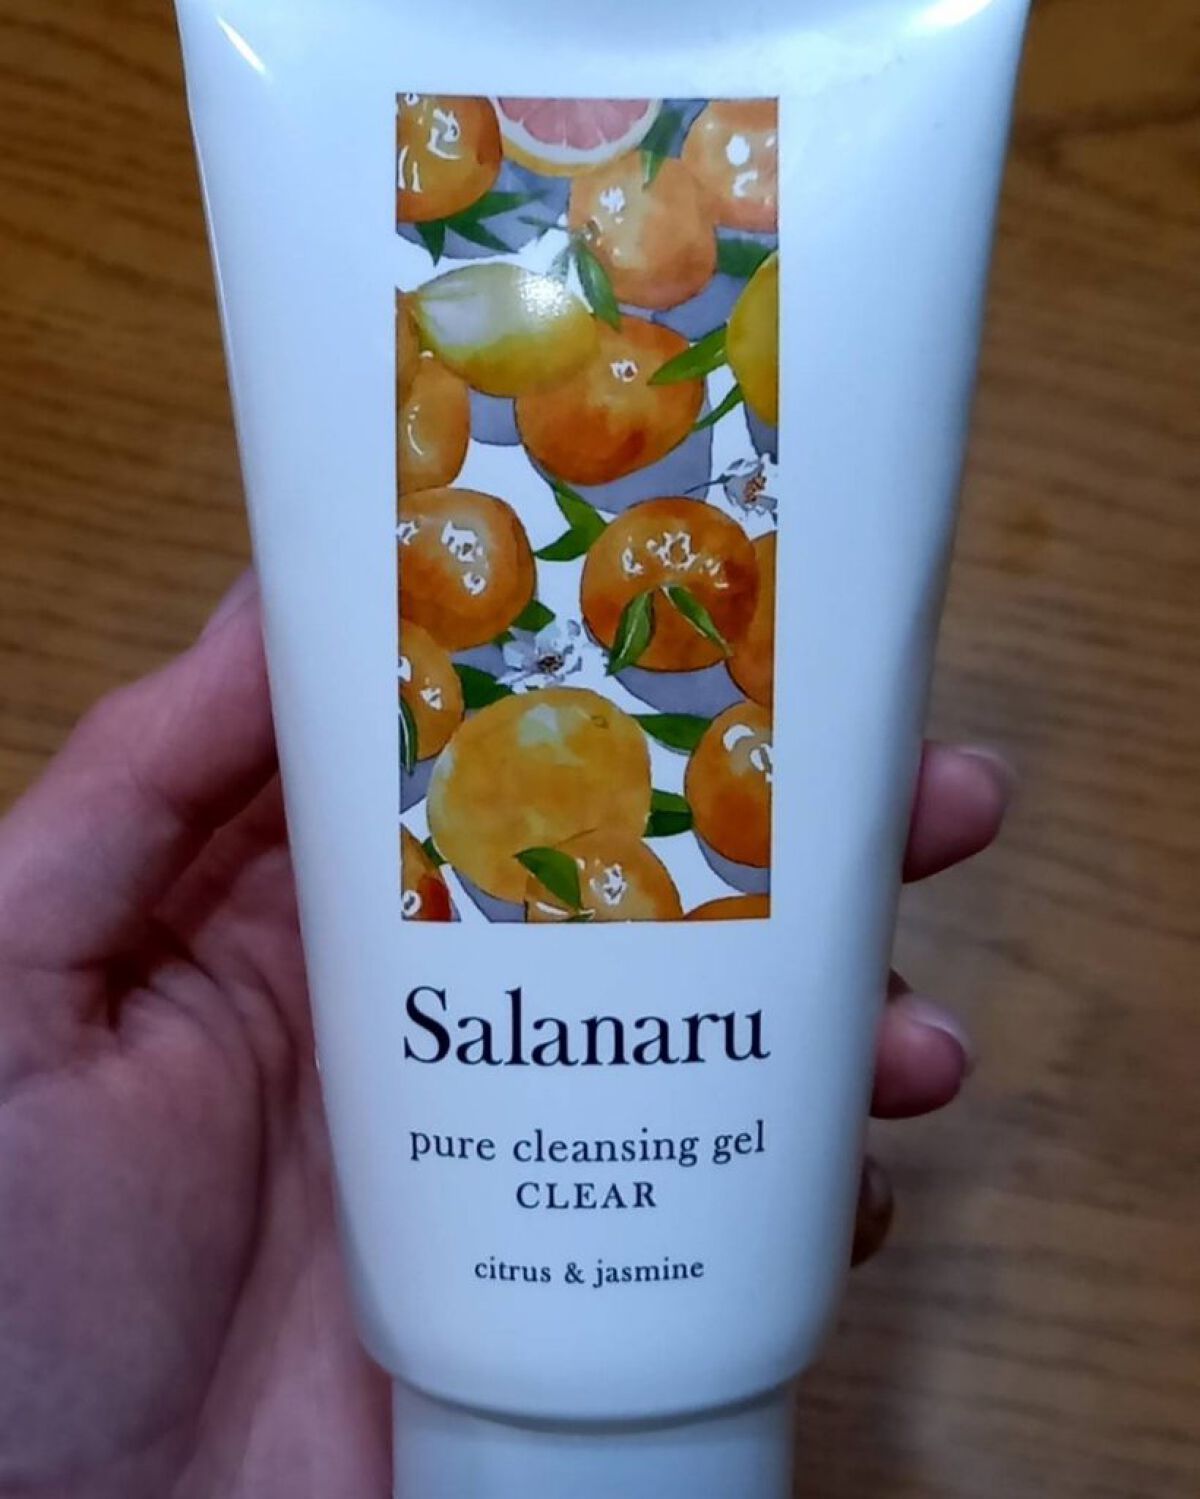 Salanaru
pure cleansing gel
CLEAR
citrus & jasmine